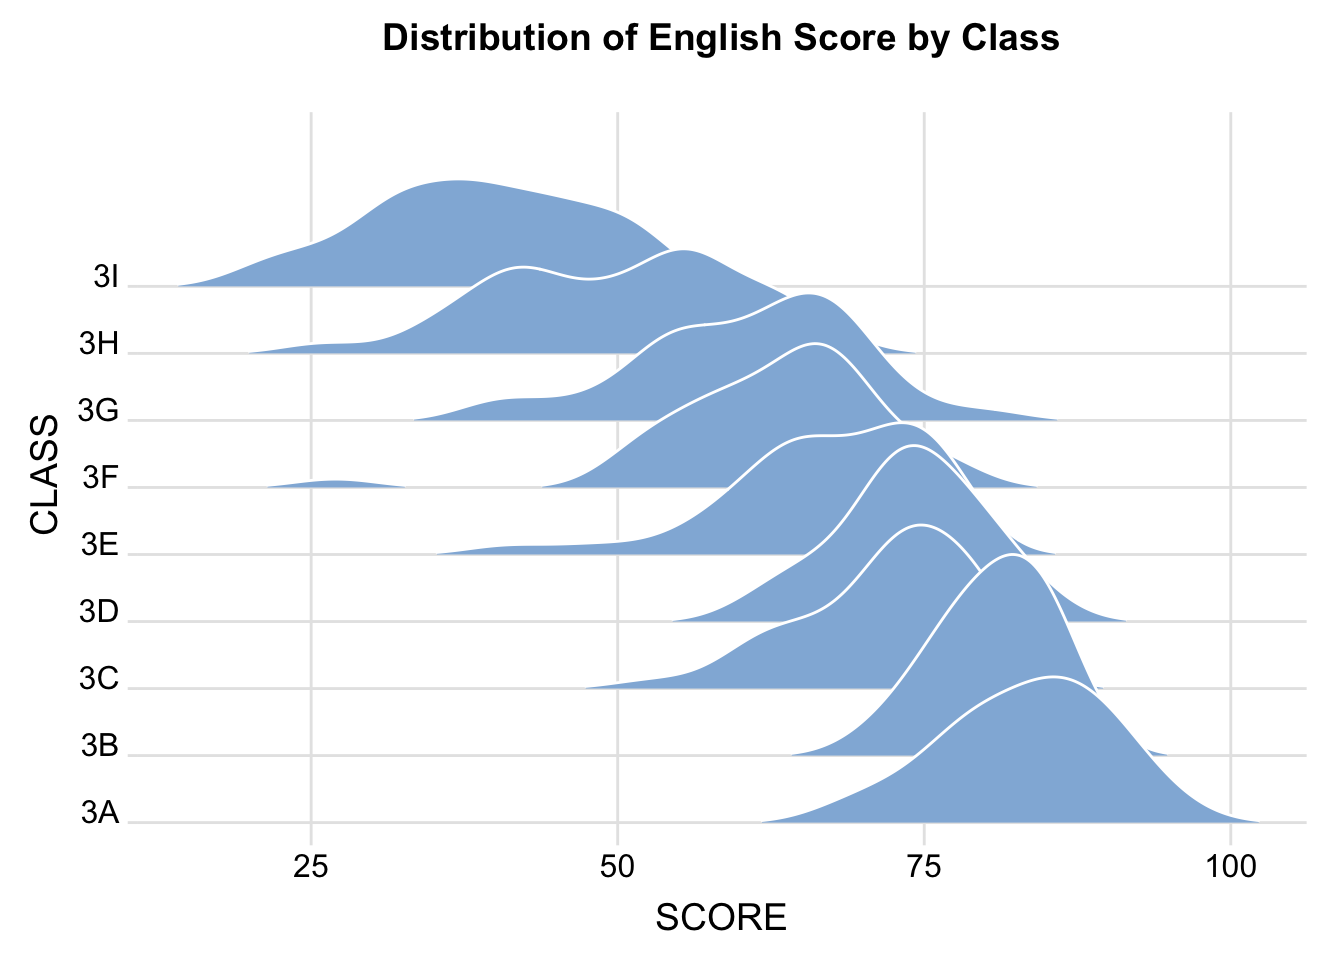 Distribution of English Score by Class
3I
3H
3G
3F
3E
3D
3C
3B
3A
CLASS
25 50 75 100
SCORE